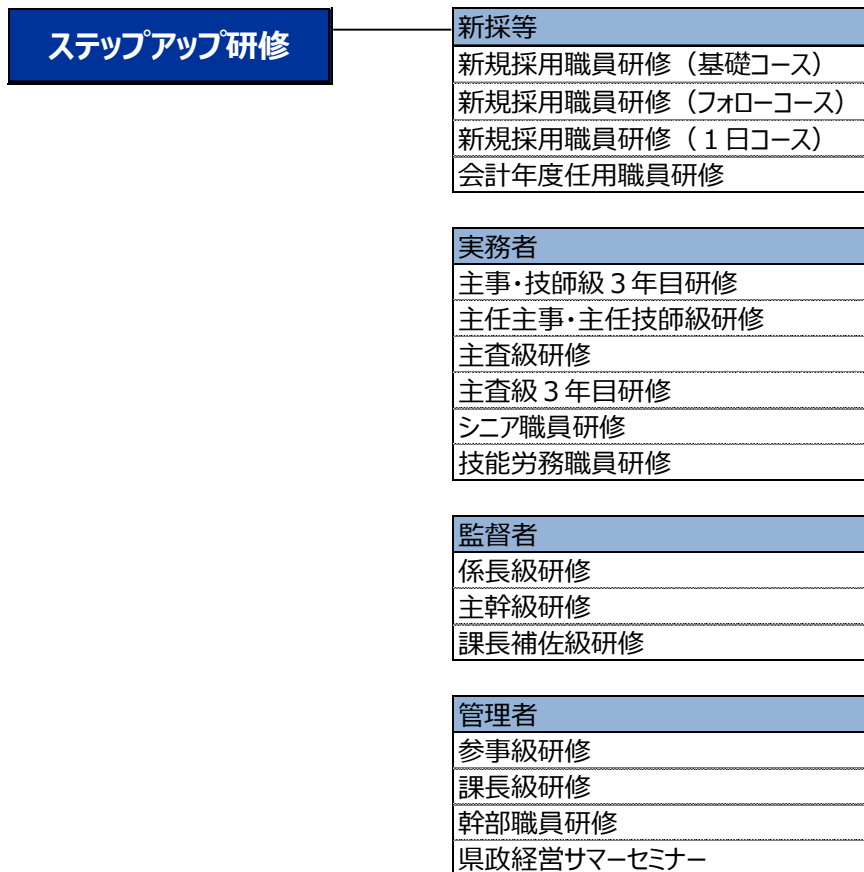 ステップアップ研修
新採等
新規採用職員研修（基礎コース）
新規採用職員研修（フォローコース）
新規採用職員研修（１日コース）
会計年度任用職員研修
実務者
主事・技師級３年目研修
主任主事・主任技師級研修
主査級研修
主査級３年目研修
シニア職員研修
技能労務職員研修
監督者
係長級研修
主幹級研修
課長補佐級研修
管理者
参事級研修
課長級研修
幹部職員研修
県政経営サマーセミナー